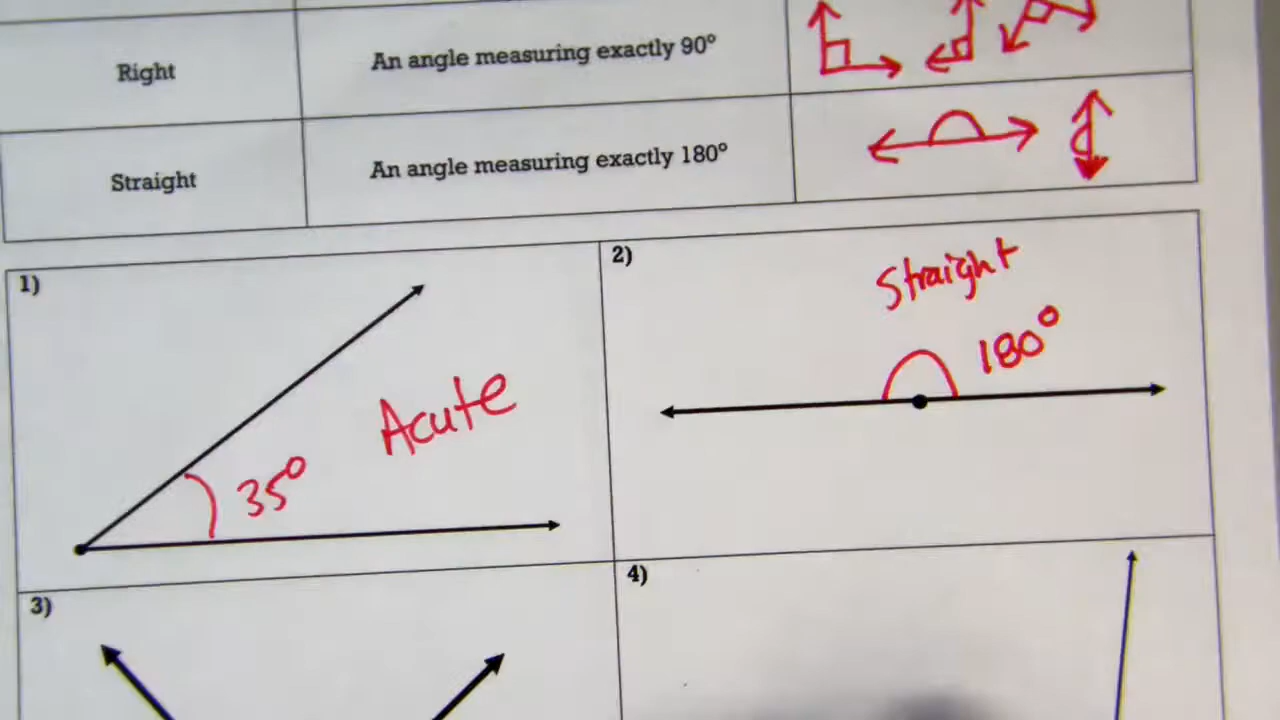 Right
An angle measuring exactly 90°
Straight
An angle measuring exactly 180°
1)
35°
Acute
2)
Straight
180°
3)
4)